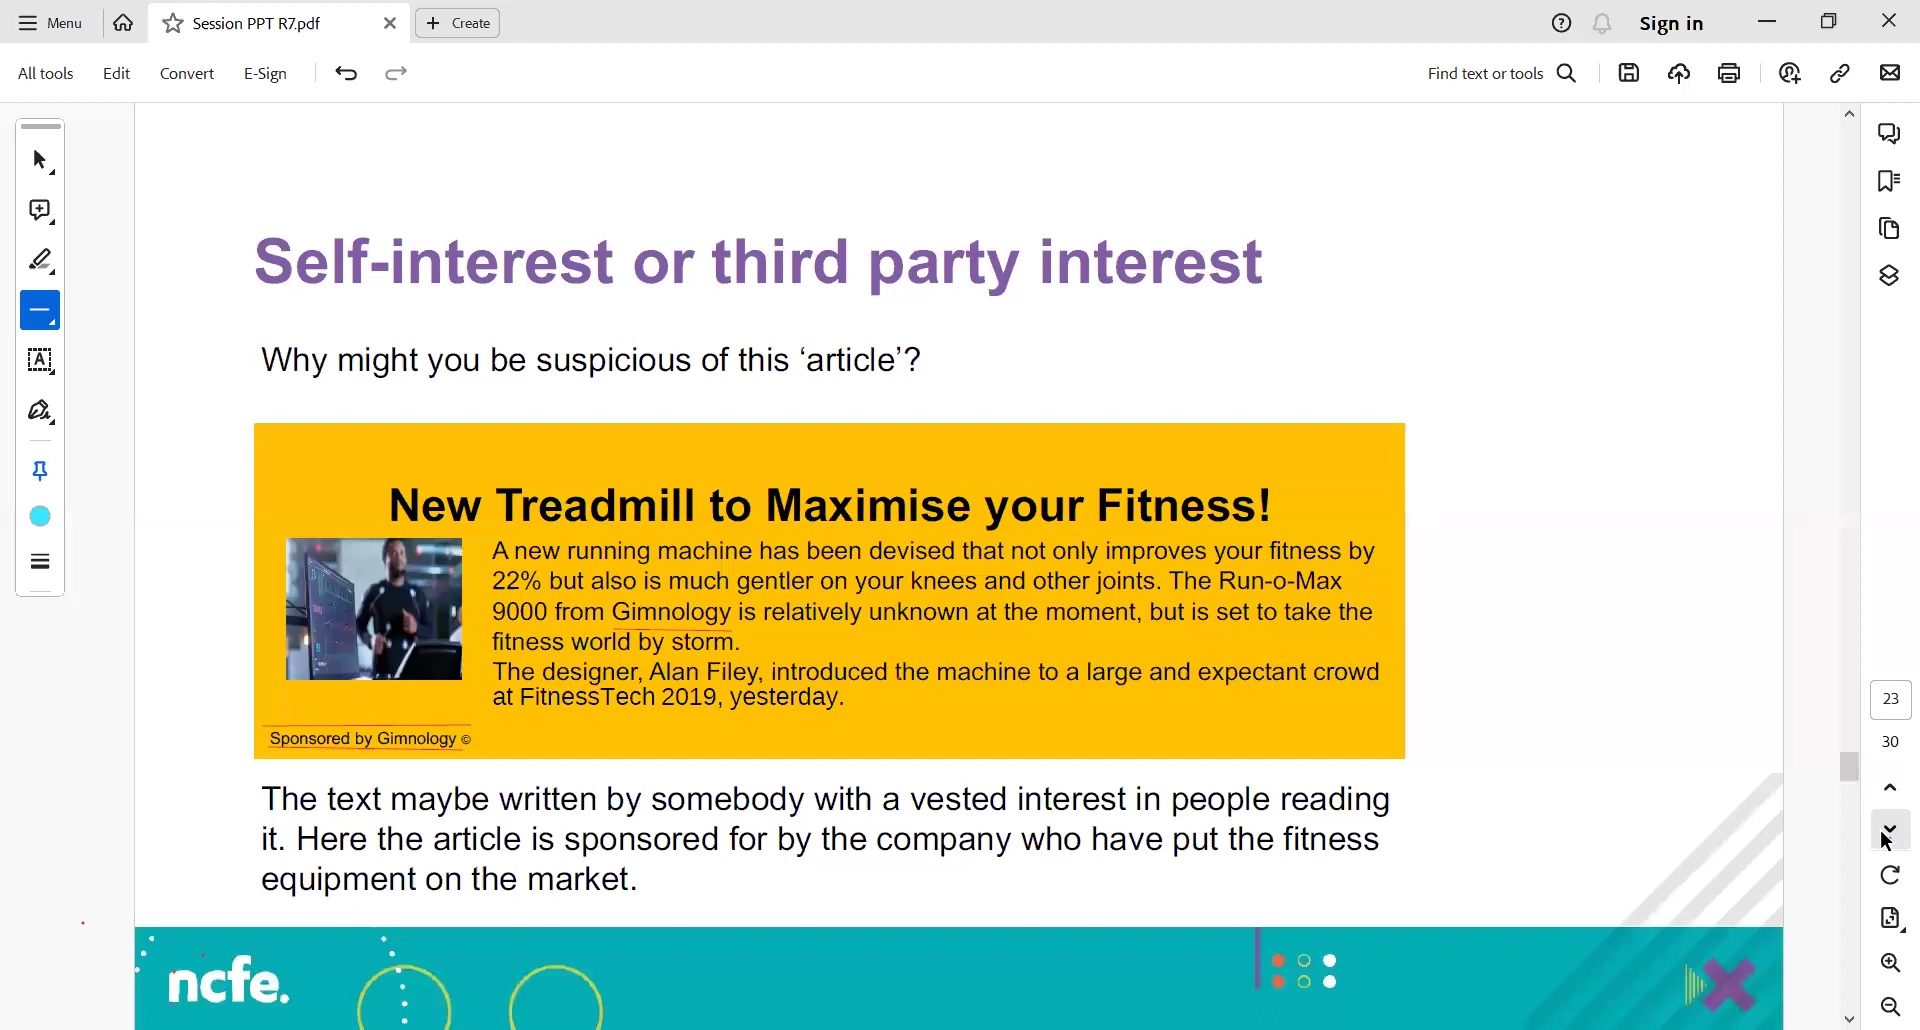 Menu
Session PPT R7.pdf
Create
Sign in
All tools
Edit
Convert
E-Sign
Find text or tools
Self-interest or third party interest
Why might you be suspicious of this ‘article’?
New Treadmill to Maximise your Fitness!
A new running machine has been devised that not only improves your fitness by
22% but also is much gentler on your knees and other joints. The Run-o-Max
9000 from Gimnology is relatively unknown at the moment, but is set to take the
fitness world by storm.
The designer, Alan Filey, introduced the machine to a large and expectant crowd
at FitnessTech 2019, yesterday.
Sponsored by Gimnology ©
The text maybe written by somebody with a vested interest in people reading
it. Here the article is sponsored for by the company who have put the fitness
equipment on the market.
23
30
ncfe.